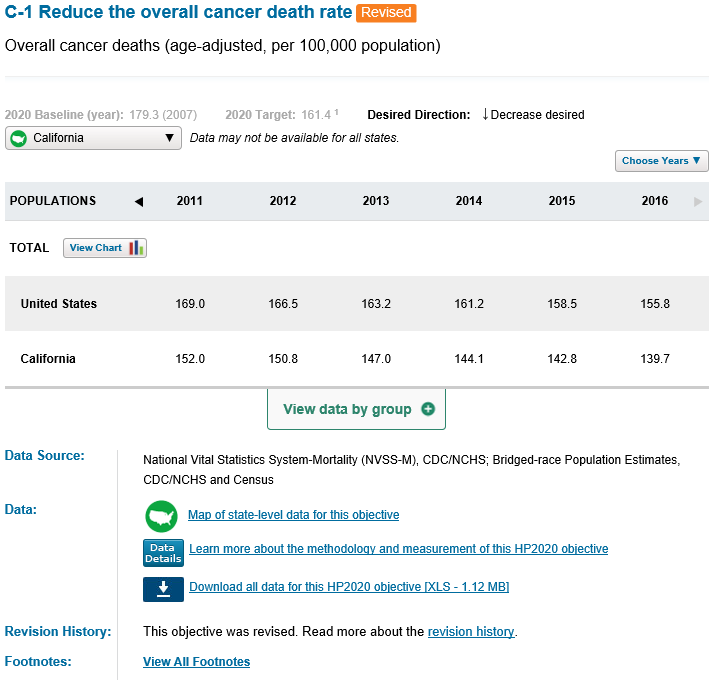 C-1 Reduce the overall cancer death rate Revised
Overall cancer deaths (age-adjusted, per 100,000 population)
2020 Baseline (year): 179.3 (2007) 2020 Target: 161.4 1 Desired Direction: ↓Decrease desired
California ▼ Data may not be available for all states.
Choose Years ▼
POPULATIONS ◀ 2011 2012 2013 2014 2015 2016 ▶
TOTAL View Chart
United States 169.0 166.5 163.2 161.2 158.5 155.8
California 152.0 150.8 147.0 144.1 142.8 139.7
View data by group
Data Source: National Vital Statistics System-Mortality (NVSS-M), CDC/NCHS; Bridged-race Population Estimates,
CDC/NCHS and Census
Data: Map of state-level data for this objective
Data Details Learn more about the methodology and measurement of this HP2020 objective
Download all data for this HP2020 objective [XLS - 1.12 MB]
Revision History: This objective was revised. Read more about the revision history.
Footnotes: View All Footnotes